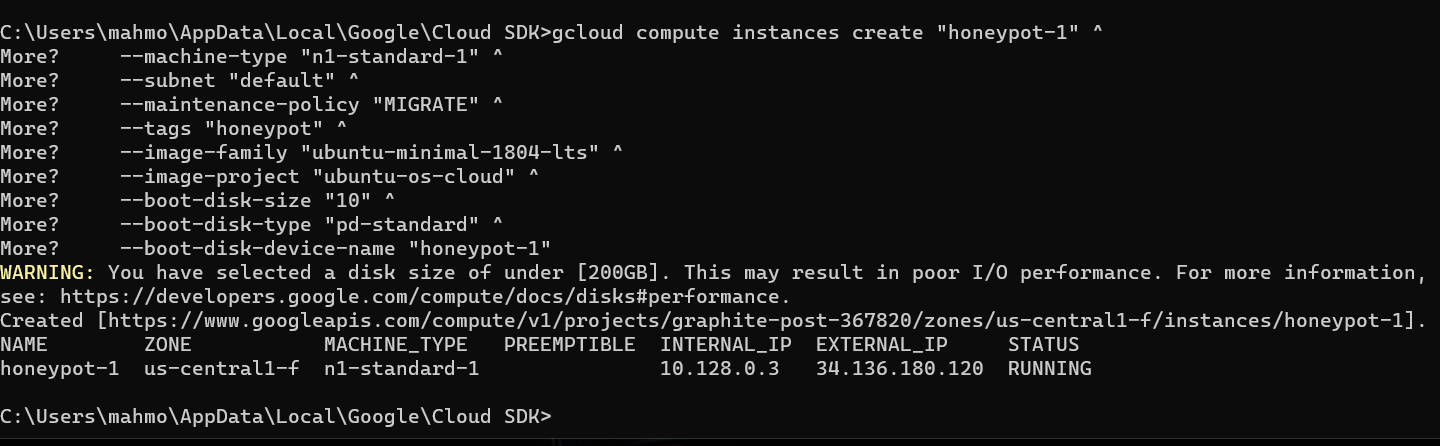 C:\Users\mahmo\AppData\Local\Google\Cloud SDK>gcloud compute instances create "honeypot-1" ^
More?     --machine-type "n1-standard-1" ^
More?     --subnet "default" ^
More?     --maintenance-policy "MIGRATE" ^
More?     --tags "honeypot" ^
More?     --image-family "ubuntu-minimal-1804-lts" ^
More?     --image-project "ubuntu-os-cloud" ^
More?     --boot-disk-size "10" ^
More?     --boot-disk-type "pd-standard" ^
More?     --boot-disk-device-name "honeypot-1"
WARNING: You have selected a disk size of under [200GB]. This may result in poor I/O performance. For more information,
see: https://developers.google.com/compute/docs/disks#performance.
Created [https://www.googleapis.com/compute/v1/projects/graphite-post-367820/zones/us-central1-f/instances/honeypot-1].
NAME        ZONE           MACHINE_TYPE   PREEMPTIBLE  INTERNAL_IP  EXTERNAL_IP     STATUS
honeypot-1  us-central1-f  n1-standard-1               10.128.0.3   34.136.180.120  RUNNING
C:\Users\mahmo\AppData\Local\Google\Cloud SDK>